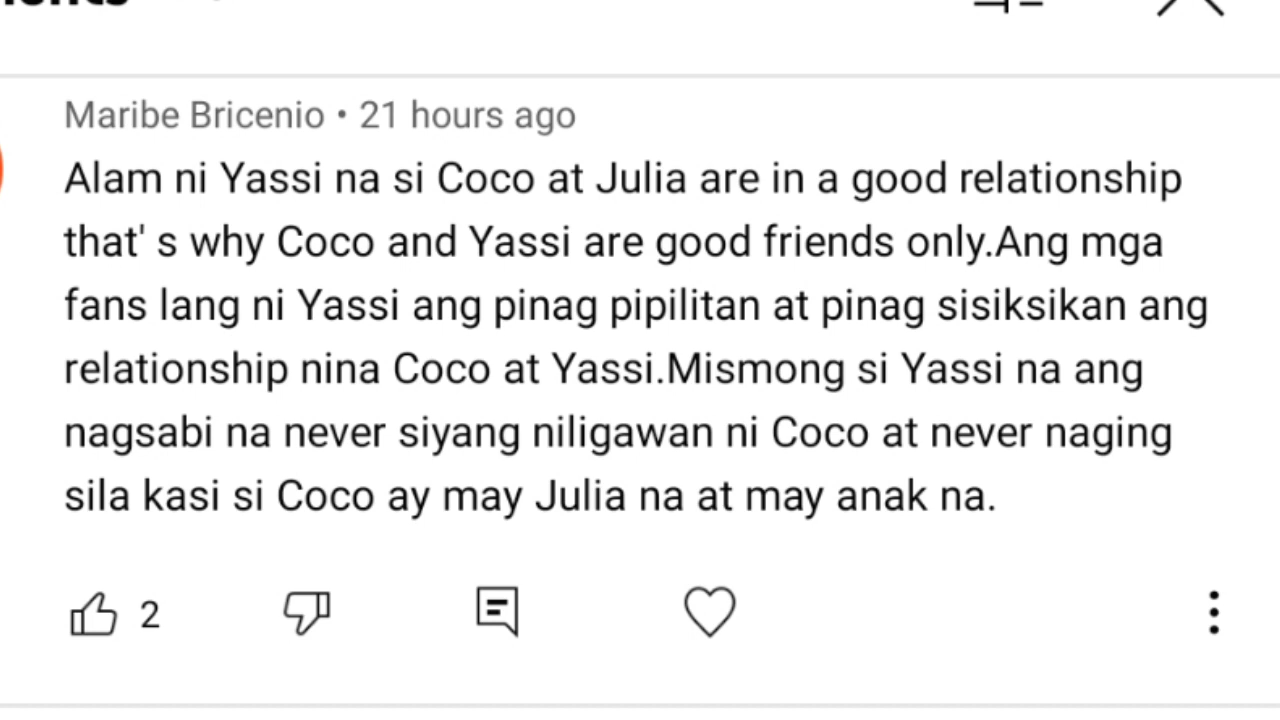 Maribe Bricenio • 21 hours ago
Alam ni Yassi na si Coco at Julia are in a good relationship
that' s why Coco and Yassi are good friends only.Ang mga
fans lang ni Yassi ang pinag pipilitan at pinag sisiksikan ang
relationship nina Coco at Yassi.Mismong si Yassi na ang
nagsabi na never siyang niligawan ni Coco at never naging
sila kasi si Coco ay may Julia na at may anak na.
2